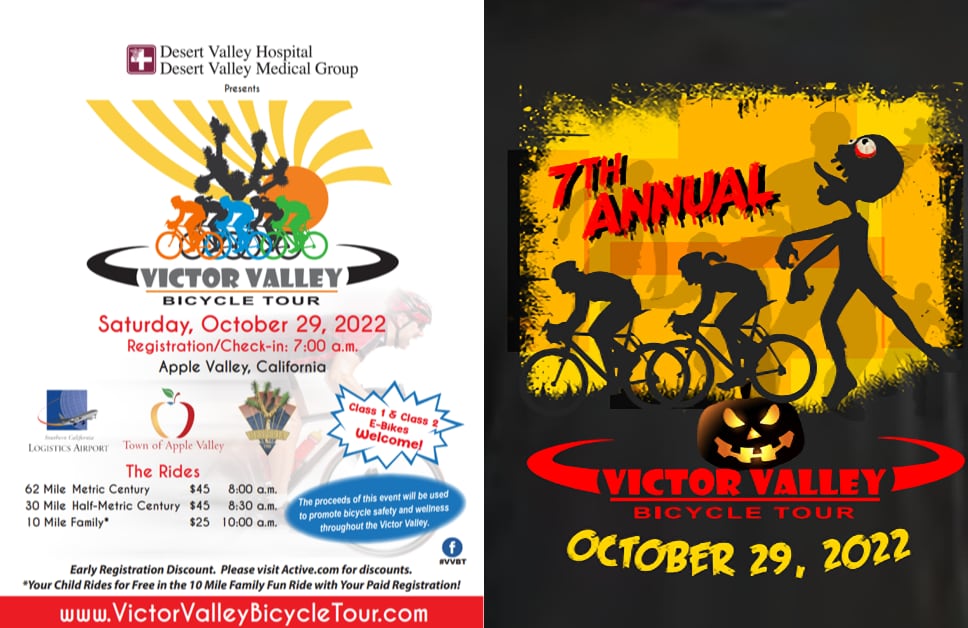 Desert Valley Hospital
Desert Valley Medical Group
Presents
VICTOR VALLEY
BICYCLE TOUR
Saturday, October 29, 2022
Registration/Check-in: 7:00 a.m.
Apple Valley, California
Southern California
LOGISTICS AIRPORT
Town of Apple Valley
Class 1 & Class 2
E-Bikes
Welcome!
The Rides
62 Mile Metric Century $45 8:00 a.m.
30 Mile Half-Metric Century $45 8:30 a.m.
10 Mile Family* $25 10:00 a.m.
The proceeds of this event will be used
to promote bicycle safety and wellness
throughout the Victor Valley.
#VVBT
Early Registration Discount. Please visit Active.com for discounts.
*Your Child Rides for Free in the 10 Mile Family Fun Ride with Your Paid Registration!
www.VictorValleyBicycleTour.com
7TH
ANNUAL
VICTOR VALLEY
BICYCLE TOUR
OCTOBER 29, 2022